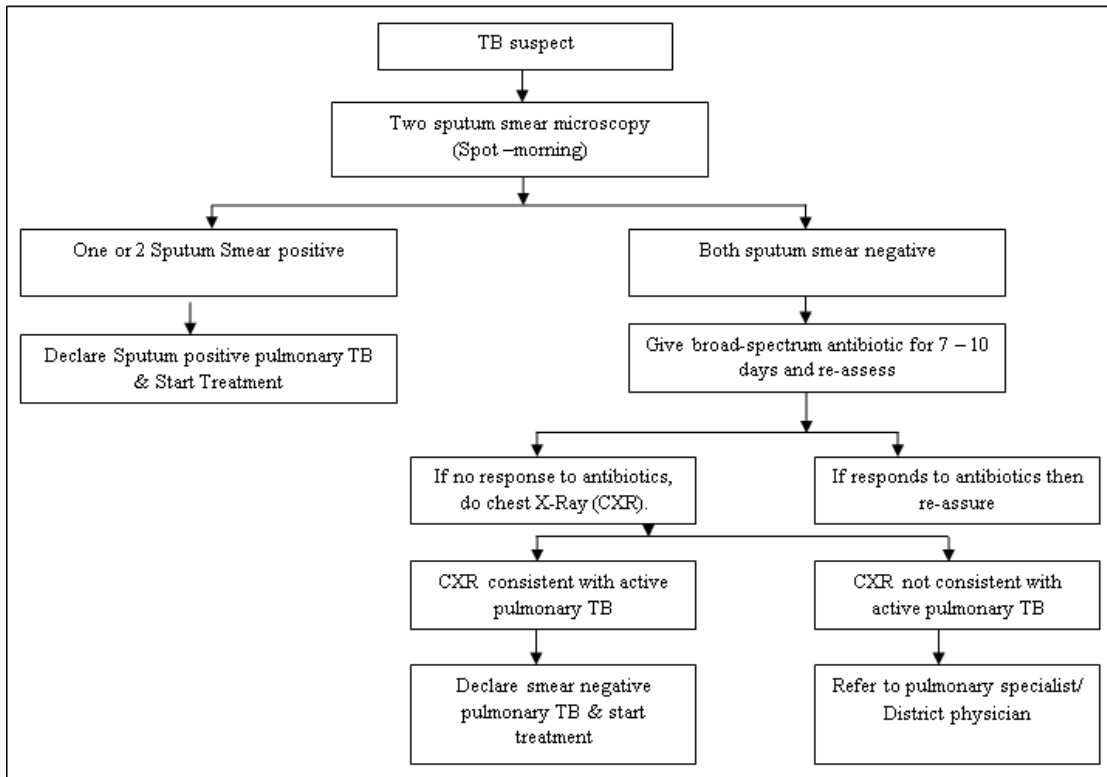 TB suspect
Two sputum smear microscopy
(Spot –morning)
One or 2 Sputum Smear positive
Both sputum smear negative
Declare Sputum positive pulmonary TB
& Start Treatment
Give broad-spectrum antibiotic for 7 – 10
days and re-assess
If no response to antibiotics,
do chest X-Ray (CXR).
If responds to antibiotics then
re-assure
CXR consistent with active
pulmonary TB
CXR not consistent with
active pulmonary TB
Declare smear negative
pulmonary TB & start
treatment
Refer to pulmonary specialist/
District physician